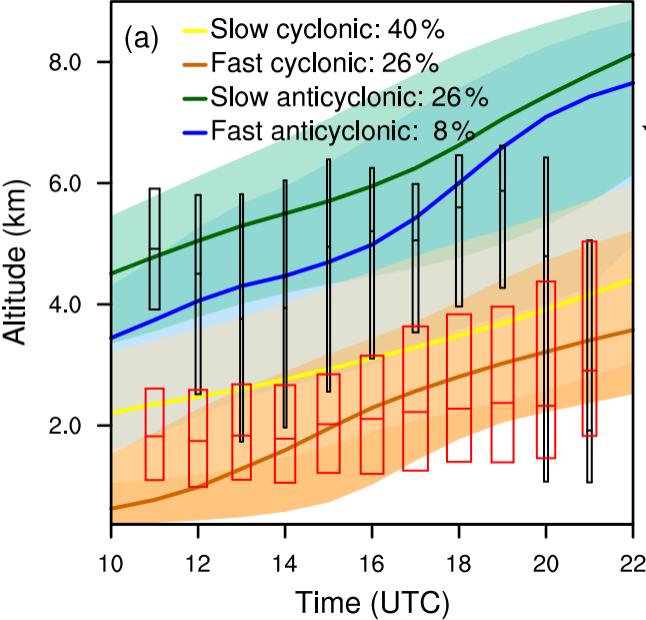 (a)
Slow cyclonic: 40%
Fast cyclonic: 26%
Slow anticyclonic: 26%
Fast anticyclonic: 8%
8.0
6.0
4.0
2.0
Altitude (km)
10 12 14 16 18 20 22
Time (UTC)